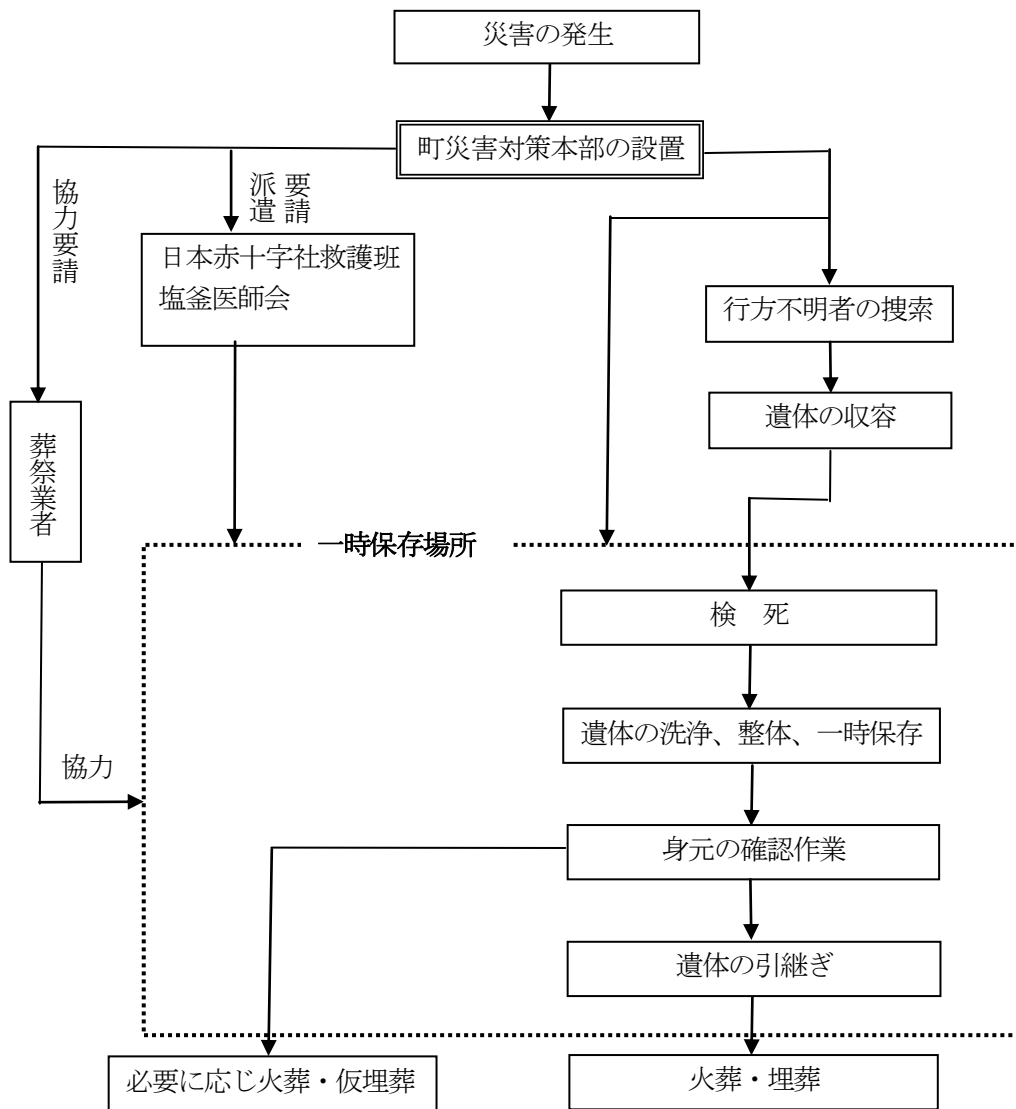 災害の発生
町災害対策本部の設置
協力要請
派遣
要請
日本赤十字社救護班
塩釜医師会
行方不明者の捜索
遺体の収容
葬祭業者
一時保存場所
検　死
遺体の洗浄、整体、一時保存
協力
身元の確認作業
遺体の引継ぎ
必要に応じ火葬・仮埋葬
火葬・埋葬